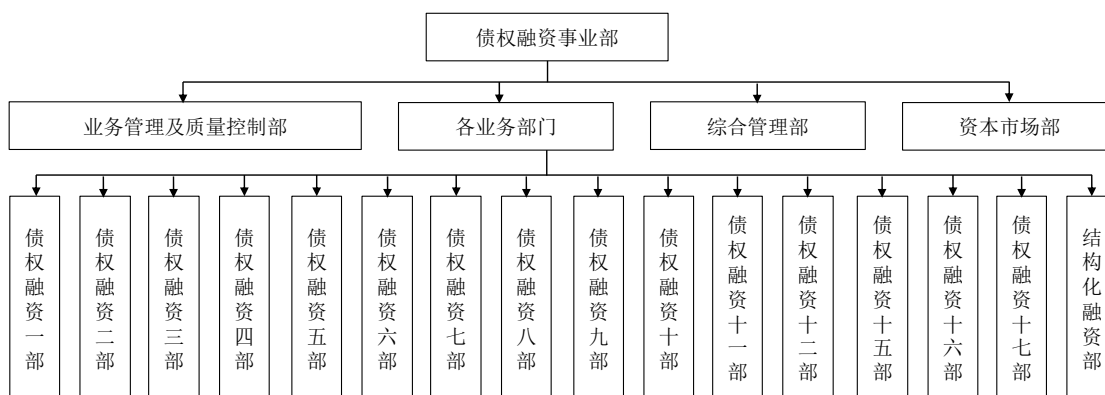 债权融资事业部
业务管理及质量控制部
各业务部门
综合管理部
资本市场部
债权融资一部
债权融资二部
债权融资三部
债权融资四部
债权融资五部
债权融资六部
债权融资七部
债权融资八部
债权融资九部
债权融资十部
债权融资十一部
债权融资十二部
债权融资十五部
债权融资十六部
债权融资十七部
结构化融资部